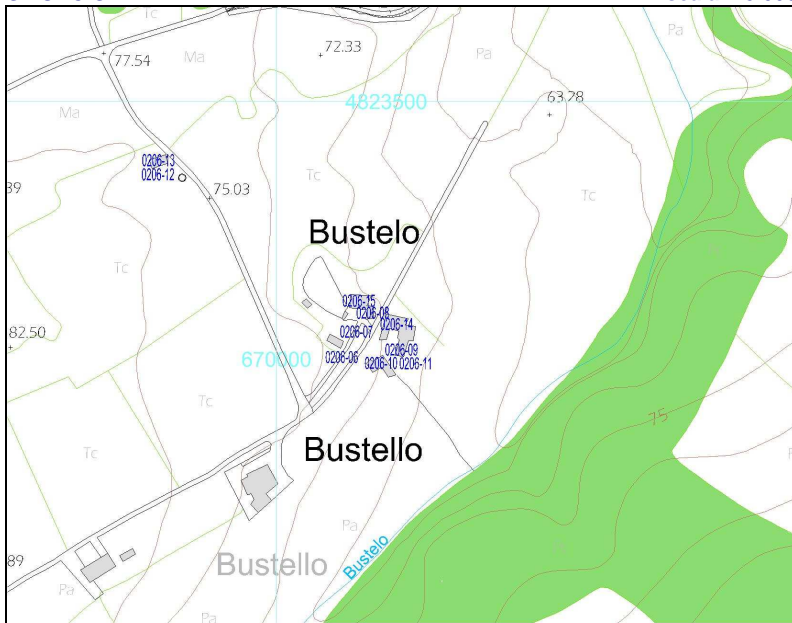 Tc
77.54
72.33
Pa
Pa
Ma
4823500
63.28
Ma
0206-13
0206-12
75.03
Tc
Tc
Bustelo
Tc
0206-15
0206-08
0206-14
82.50
0206-07
0206-09
670000
0206-06
0206-10
0206-11
Tc
75
Bustello
Tc
Pa
Bustelo
Bustello
89
Pa
Pa